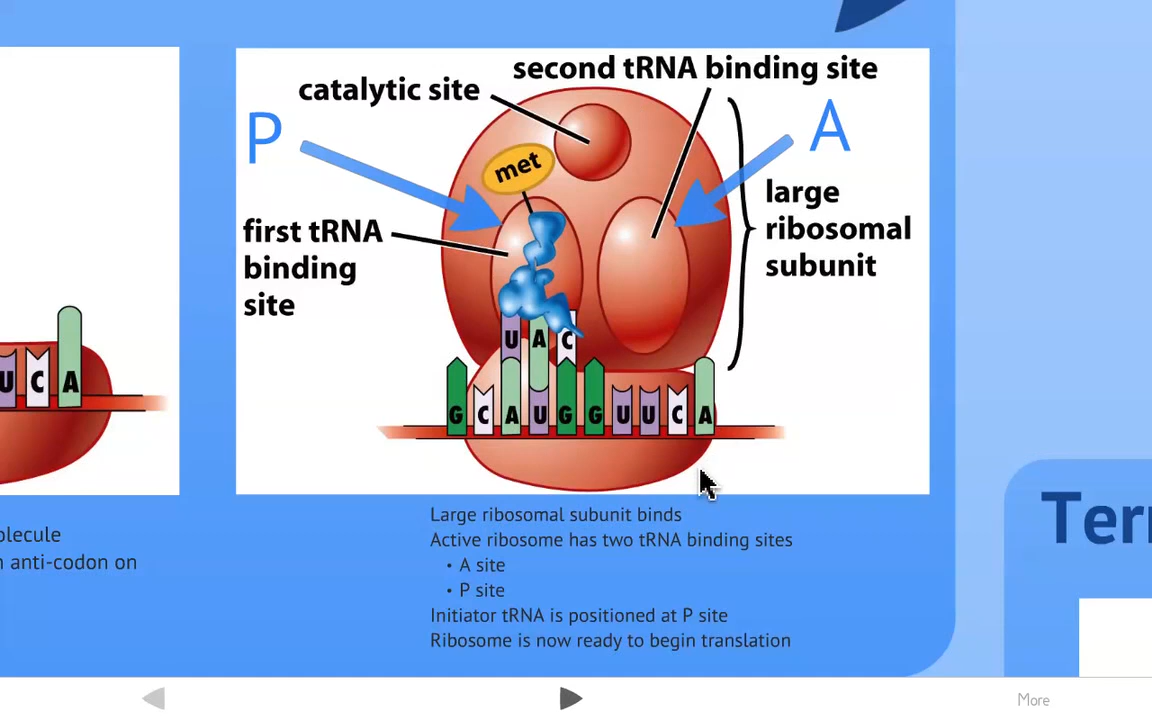 second tRNA binding site
catalytic site
P
A
met
large
ribosomal
subunit
first tRNA
binding
site
U A C
U C A
G C A U G G U U C A
Large ribosomal subunit binds
Active ribosome has two tRNA binding sites
• A site
• P site
Initiator tRNA is positioned at P site
Ribosome is now ready to begin translation
olecule
n anti-codon on
Ter
More